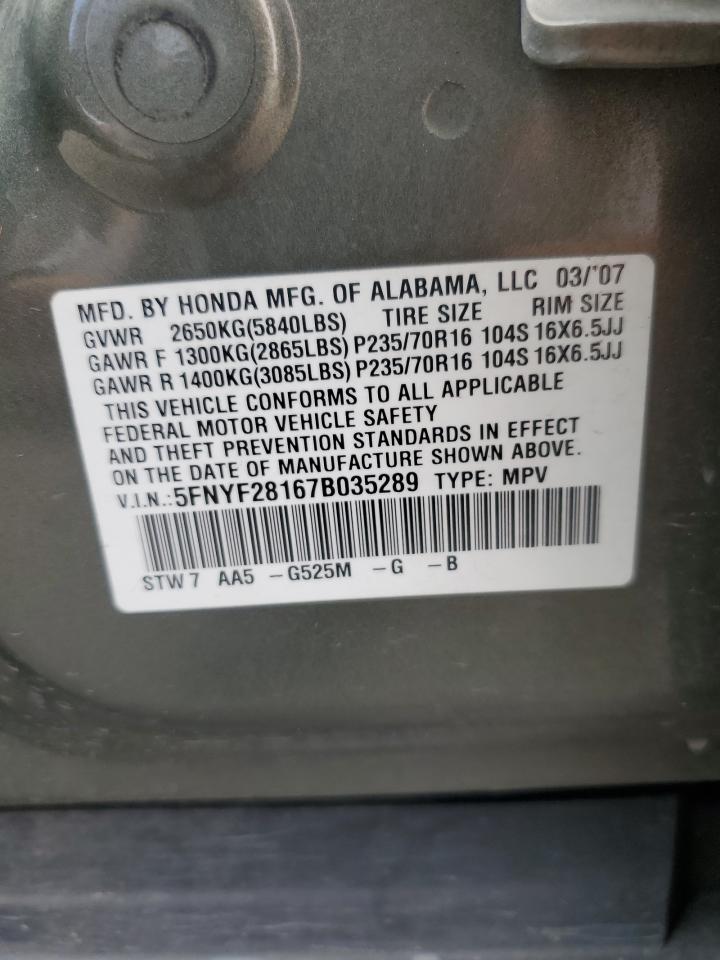 MFD. BY HONDA MFG. OF ALABAMA, LLC 03/'07
GVWR 2650KG(5840LBS) TIRE SIZE RIM SIZE
GAWR F 1300KG(2865LBS) P235/70R16 104S 16X6.5JJ
GAWR R 1400KG(3085LBS) P235/70R16 104S 16X6.5JJ
THIS VEHICLE CONFORMS TO ALL APPLICABLE
FEDERAL MOTOR VEHICLE SAFETY
AND THEFT PREVENTION STANDARDS IN EFFECT
ON THE DATE OF MANUFACTURE SHOWN ABOVE.
V.I.N.: 5FNYF28167B035289 TYPE: MPV
STW7 AA5 -G525M -G -B